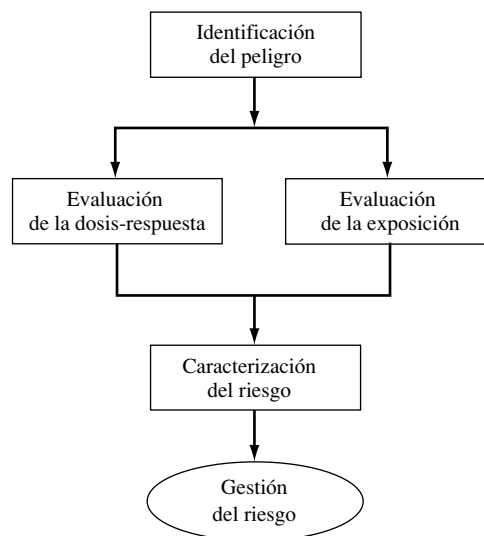 Identificación
del peligro
Evaluación
de la dosis-respuesta
Evaluación
de la exposición
Caracterización
del riesgo
Gestión
del riesgo